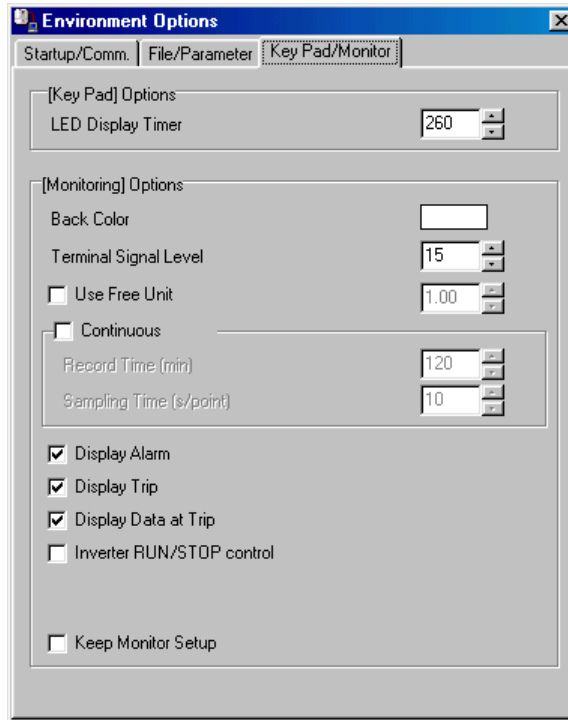 Environment Options
Startup/Comm. File/Parameter Key Pad/Monitor
[Key Pad] Options
LED Display Timer 260
[Monitoring] Options
Back Color
Terminal Signal Level 15
Use Free Unit 1.00
Continuous
Record Time (min) 120
Sampling Time (s/point) 10
Display Alarm
Display Trip
Display Data at Trip
Inverter RUN/STOP control
Keep Monitor Setup